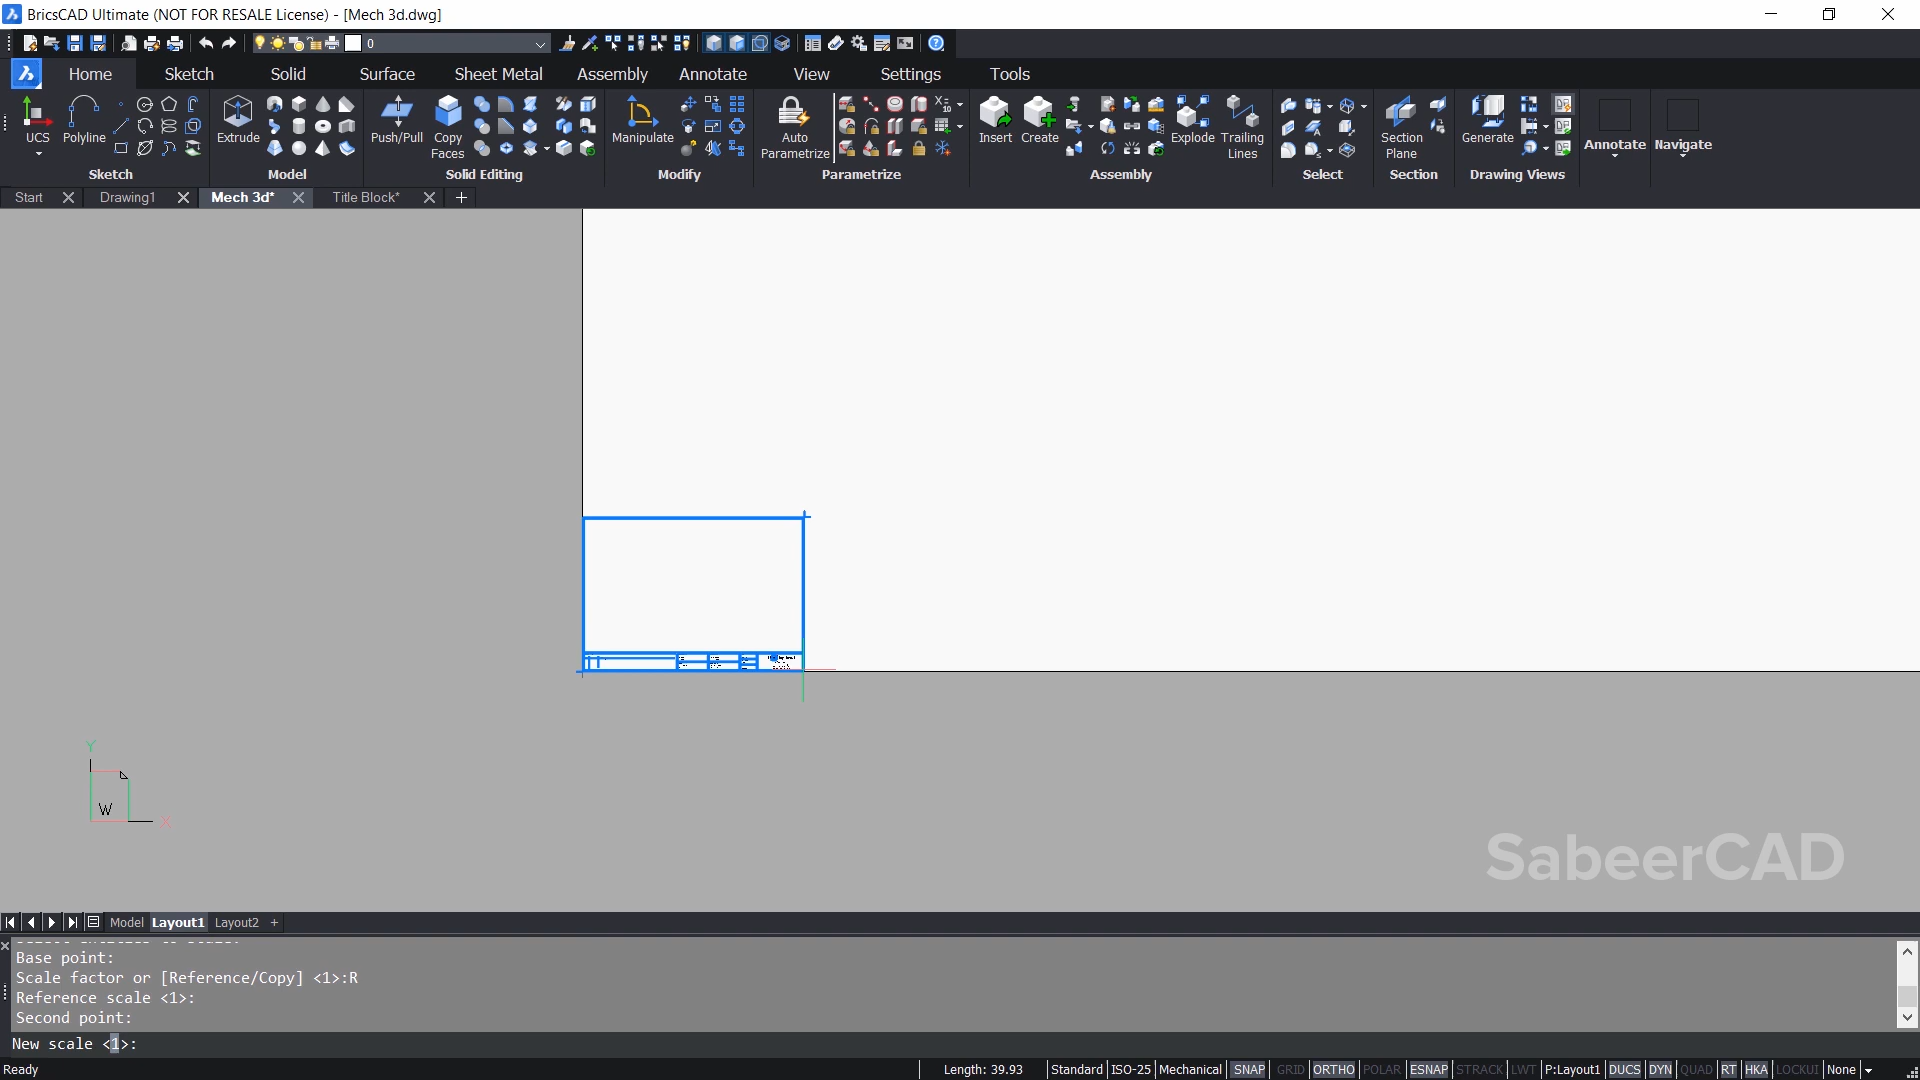 BricsCAD Ultimate (NOT FOR RESALE License) - [Mech 3d.dwg]
0
Home Sketch Solid Surface Sheet Metal Assembly Annotate View Settings Tools
UCS Polyline Extrude Push/Pull Copy Faces Manipulate Auto Parametrize Insert Create Explode Trailing Lines Section Plane Generate Annotate Navigate
Sketch Model Solid Editing Modify Parametrize Assembly Select Section Drawing Views
Start Drawing1 Mech 3d* Title Block* +
Y
W
X
SabeerCAD
Model Layout1 Layout2 +
Base point:
Scale factor or [Reference/Copy] <1>:R
Reference scale <1>:
Second point:
New scale <1>:
Ready Length: 39.93 Standard ISO-25 Mechanical SNAP GRID ORTHO POLAR ESNAP STRACK LWT P:Layout1 DUCS DYN QUAD RT HKA LOCKUI None